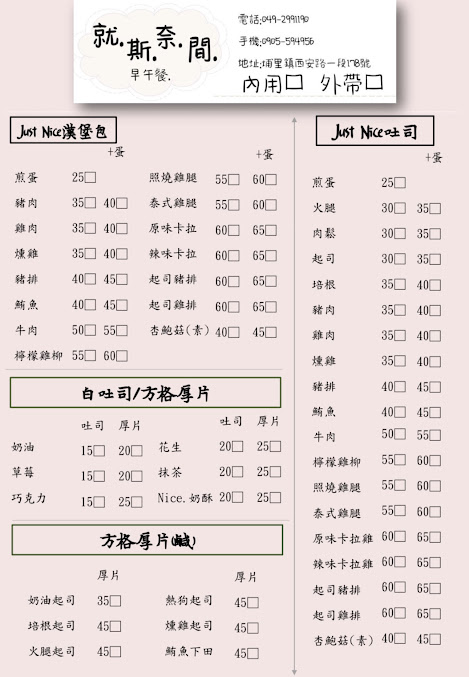 就.斯.奈.間.
早午餐.
電話:049-2991190
手機:0905-594956
地址:埔里鎮西安路一段178號
內用□ 外帶□
Just Nice漢堡包
+蛋 +蛋
煎蛋 25□ 照燒雞腿 55□ 60□
豬肉 35□ 40□ 泰式雞腿 55□ 60□
雞肉 35□ 40□ 原味卡拉 60□ 65□
燻雞 35□ 40□ 辣味卡拉 60□ 65□
豬排 40□ 45□ 起司豬排 60□ 65□
鮪魚 40□ 45□ 起司雞排 60□ 65□
牛肉 50□ 55□ 杏鮑菇(素) 40□ 45□
檸檬雞柳 55□ 60□
白吐司/方格厚片
吐司 厚片 吐司 厚片
奶油 15□ 20□ 花生 20□ 25□
草莓 15□ 20□ 抹茶 20□ 25□
巧克力 15□ 25□ Nice.奶酥 20□ 25□
方格厚片(鹹)
厚片 厚片
奶油起司 35□ 熱狗起司 45□
培根起司 45□ 燻雞起司 45□
火腿起司 45□ 鮪魚下田 45□
Just Nice吐司
+蛋
煎蛋 25□
火腿 30□ 35□
肉鬆 30□ 35□
起司 30□ 35□
培根 35□ 40□
豬肉 35□ 40□
雞肉 35□ 40□
燻雞 35□ 40□
豬排 40□ 45□
鮪魚 40□ 45□
牛肉 50□ 55□
檸檬雞柳 55□ 60□
照燒雞腿 55□ 60□
泰式雞腿 55□ 60□
原味卡拉雞 60□ 65□
辣味卡拉雞 60□ 65□
起司豬排 60□ 65□
起司雞排 60□ 65□
杏鮑菇(素) 40□ 45□